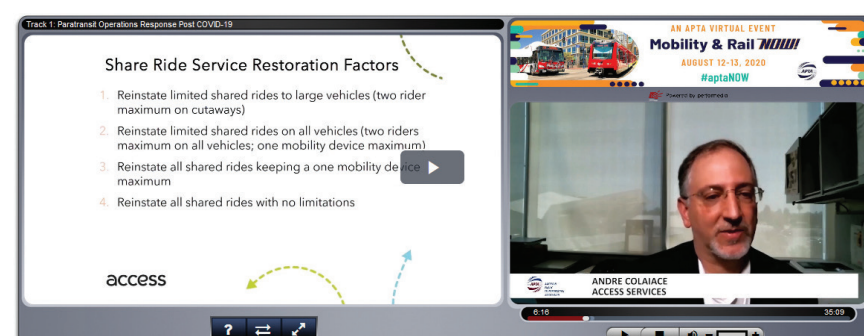 Track 1: Paratransit Operations Response Post COVID-19
Share Ride Service Restoration Factors
1. Reinstate limited shared rides to large vehicles (two rider
maximum on cutaways)
2. Reinstate limited shared rides on all vehicles (two riders
maximum on all vehicles; one mobility device maximum)
3. Reinstate all shared rides keeping a one mobility device
maximum
4. Reinstate all shared rides with no limitations
access
?
AN APTA VIRTUAL EVENT
Mobility & Rail NOW!!
AUGUST 12-13, 2020
#aptaNOW
APTA
Powered by
APTA
ANDRE COLAIACE
ACCESS SERVICES
6:16
35:09